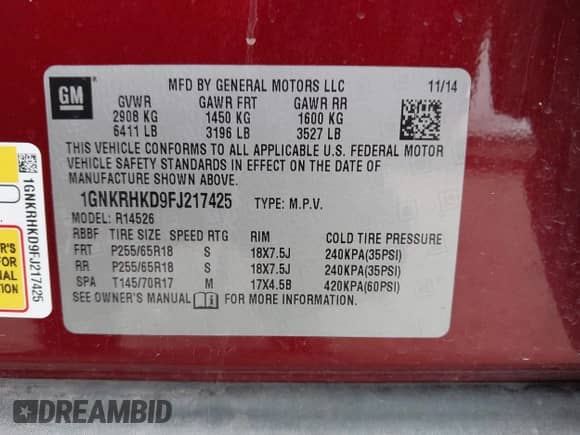 GM
MFD BY GENERAL MOTORS LLC 11/14
GVWR GAWR FRT GAWR RR
2908 KG 1450 KG 1600 KG
6411 LB 3196 LB 3527 LB
THIS VEHICLE CONFORMS TO ALL APPLICABLE U.S. FEDERAL MOTOR
VEHICLE SAFETY STANDARDS IN EFFECT ON THE DATE OF
MANUFACTURE SHOWN ABOVE.
1GNKRHKD9FJ217425 TYPE: M.P.V.
MODEL: R14526
RBBF TIRE SIZE SPEED RTG RIM COLD TIRE PRESSURE
FRT P255/65R18 S 18X7.5J 240KPA(35PSI)
RR P255/65R18 S 18X7.5J 240KPA(35PSI)
SPA T145/70R17 M 17X4.5B 420KPA(60PSI)
SEE OWNER'S MANUAL FOR MORE INFORMATION.
1GNKRHKD9FJ217425
FOR
DREAMBID